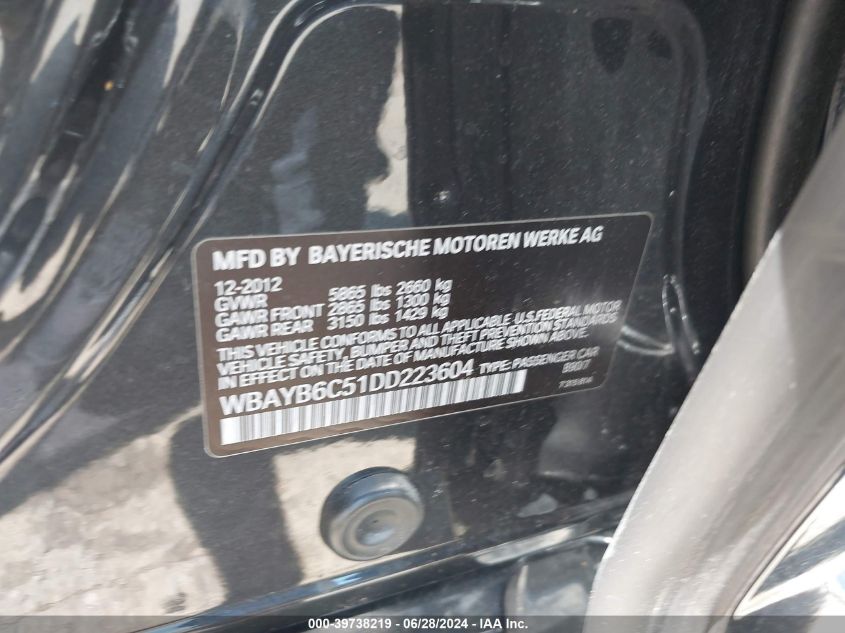 MFD BY BAYERISCHE MOTOREN WERKE AG
12-2012
GVWR 5865 lbs 2660 kg
GAWR FRONT 2865 lbs 1300 kg
GAWR REAR 3150 lbs 1429 kg
THIS VEHICLE CONFORMS TO ALL APPLICABLE U.S. FEDERAL MOTOR
VEHICLE SAFETY, BUMPER AND THEFT PREVENTION STANDARDS
IN EFFECT ON THE DATE OF MANUFACTURE SHOWN ABOVE.
WBAYB6C51DD223604 TYPE: PASSENGER CAR
000-39738219 - 06/28/2024 - IAA Inc.